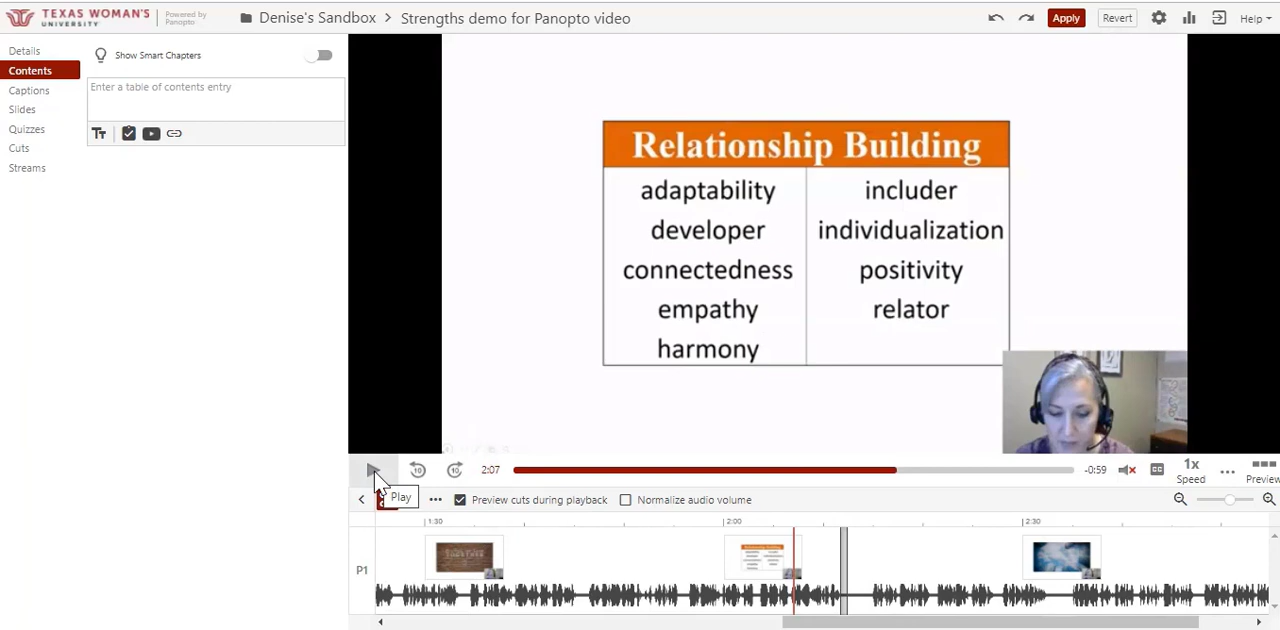 TEXAS WOMAN'S
UNIVERSITY
Powered by
Panopto
Denise's Sandbox > Strengths demo for Panopto video
Apply
Revert
Help
Details
Contents
Captions
Slides
Quizzes
Cuts
Streams
Show Smart Chapters
Enter a table of contents entry
Relationship Building
adaptability
includer
developer
individualization
connectedness
positivity
empathy
relator
harmony
10
10
2:07
-0:59
CC
1x
Speed
Preview
Play
Preview cuts during playback
Normalize audio volume
1:30
2:00
2:30
P1